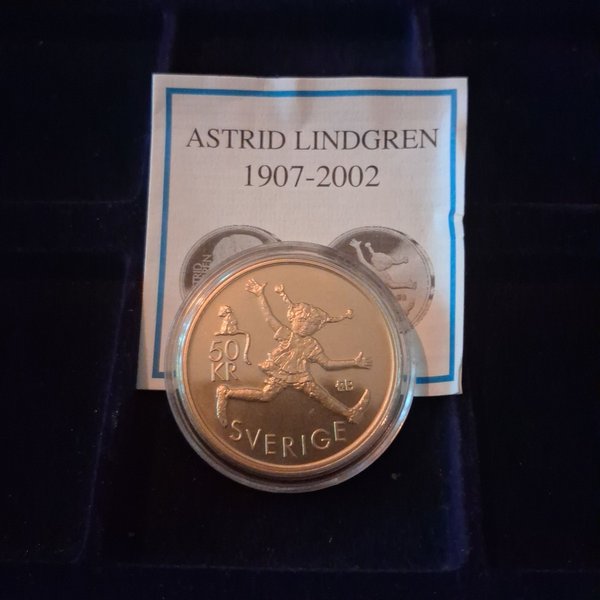 ASTRID LINDGREN
1907-2002
50
KR
SVERIGE